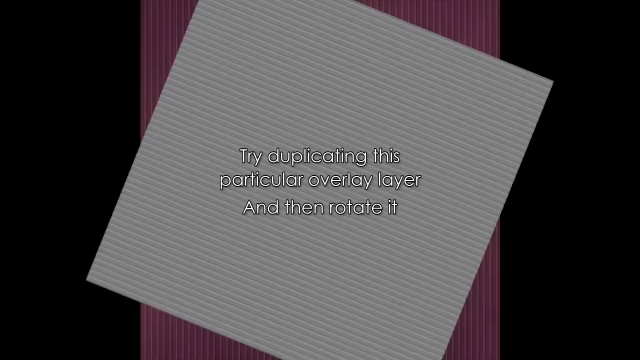 Try duplicating this
particular overlay layer
And then rotate it